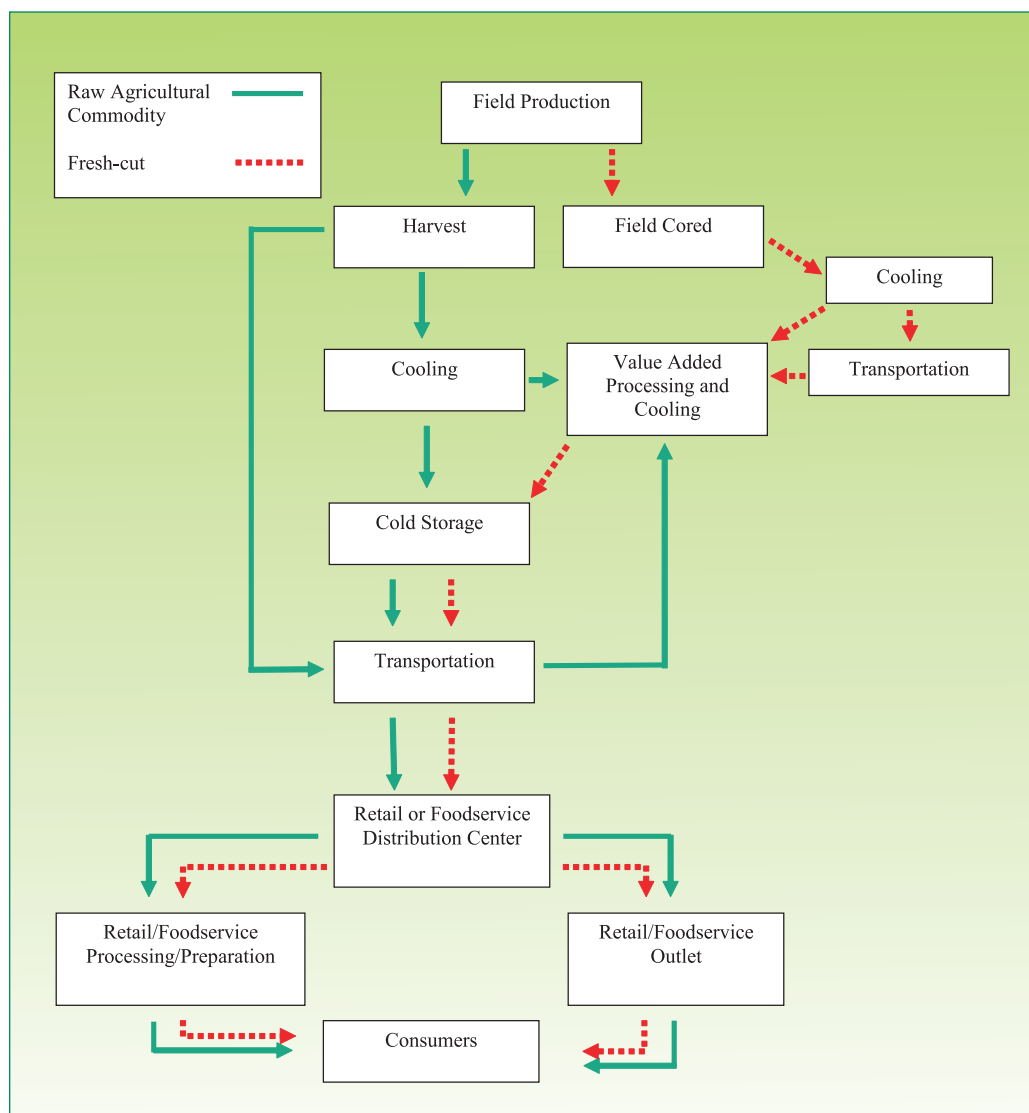 Raw Agricultural
Commodity
Fresh-cut
Field Production
Harvest
Field Cored
Cooling
Cooling
Value Added
Processing and
Cooling
Transportation
Cold Storage
Transportation
Retail or Foodservice
Distribution Center
Retail/Foodservice
Processing/Preparation
Retail/Foodservice
Outlet
Consumers